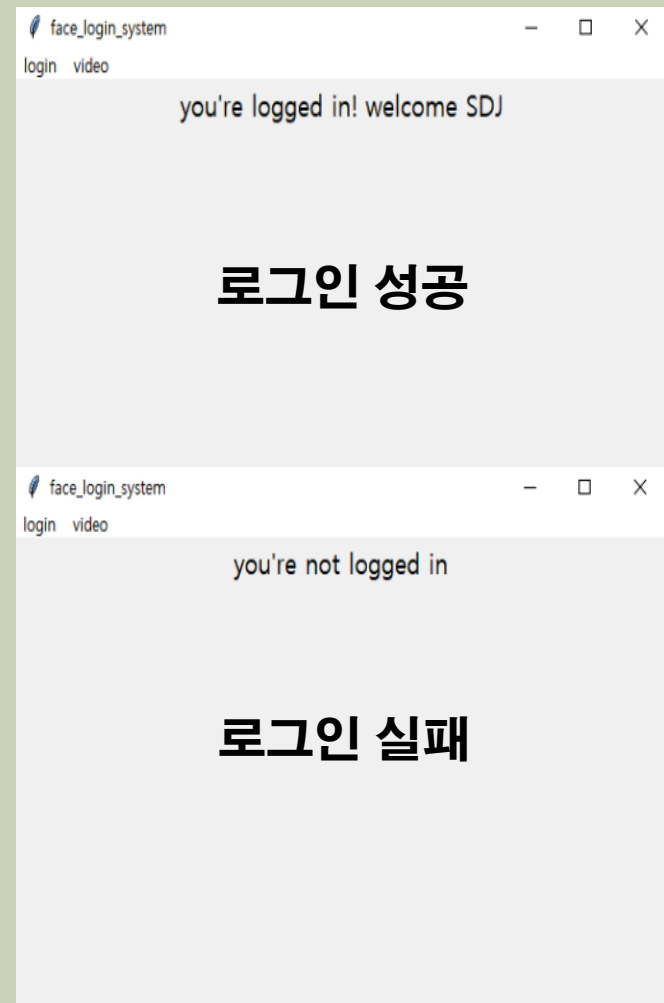 face_login_system
login video
you're logged in! welcome SDJ
로그인 성공
face_login_system
login video
you're not logged in
로그인 실패